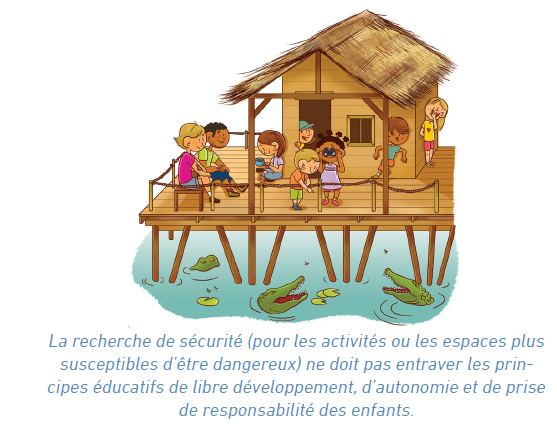 La recherche de sécurité (pour les activités ou les espaces plus
susceptibles d'être dangereux) ne doit pas entraver les prin-
cipes éducatifs de libre développement, d'autonomie et de prise
de responsabilité des enfants.